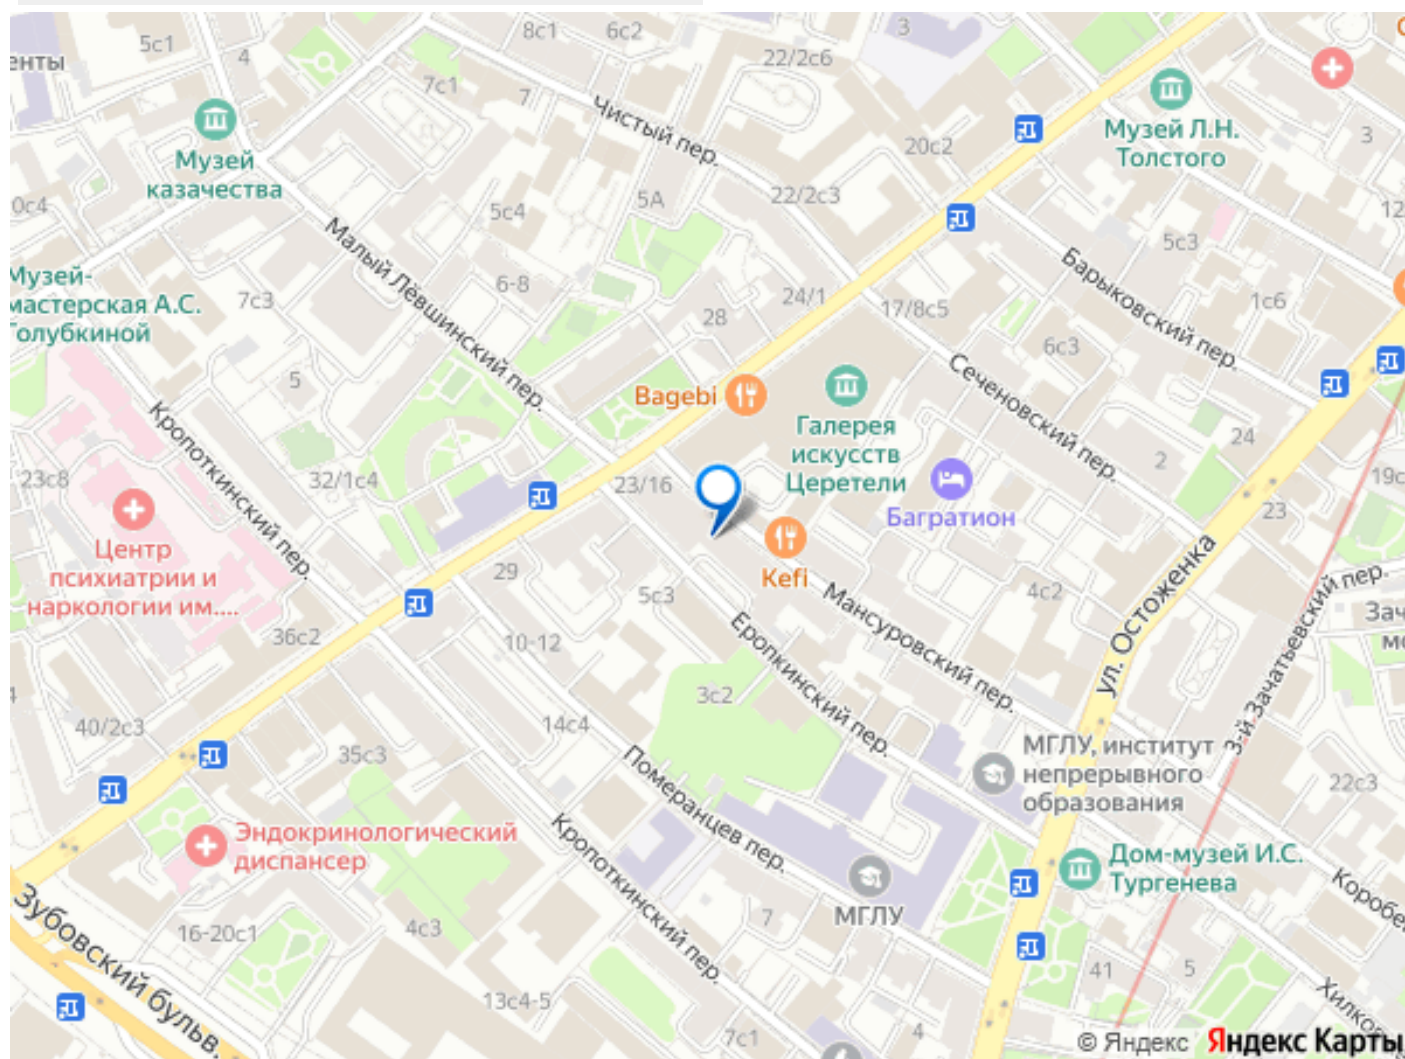 8с1
6с2
3
5с1
4
енты
22/2с6
7с1
7
Чистый пер.
Музей
казачества
20с2
Музей Л.Н.
Толстого
3
0с4
5с4
5А
22/2с3
12
Малый Лёвшинский пер.
5с3
Барыковский пер.
Музей-
мастерская А.С.
Голубкиной
7с3
6-8
24/1
28
17/8с5
1с6
6с3
5
Bagebi
Сеченовский пер.
Галерея
искусств
Церетели
Кропоткинский пер.
24
2
23с8
32/1с4
23/16
19с
23
Багратион
Центр
психиатрии и
наркологии им....
Kefi
29
5с3
4с2
ул. Остоженка
3-й Зачатьевский пер.
Зач
мо
36с2
10-12
Еропкинский пер.
Мансуровский пер.
3с2
40/2с3
14с4
35с3
МГЛУ, институт
непрерывного
образования
22с3
Померанцев пер.
Эндокринологический
диспансер
Кропоткинский пер.
Дом-музей И.С.
Тургенева
МГЛУ
Коробе
Зубовский бульв.
16-20с1
4с3
7
41
5
13с4-5
Хилков
7с1
4
© Яндекс Яндекс Карты